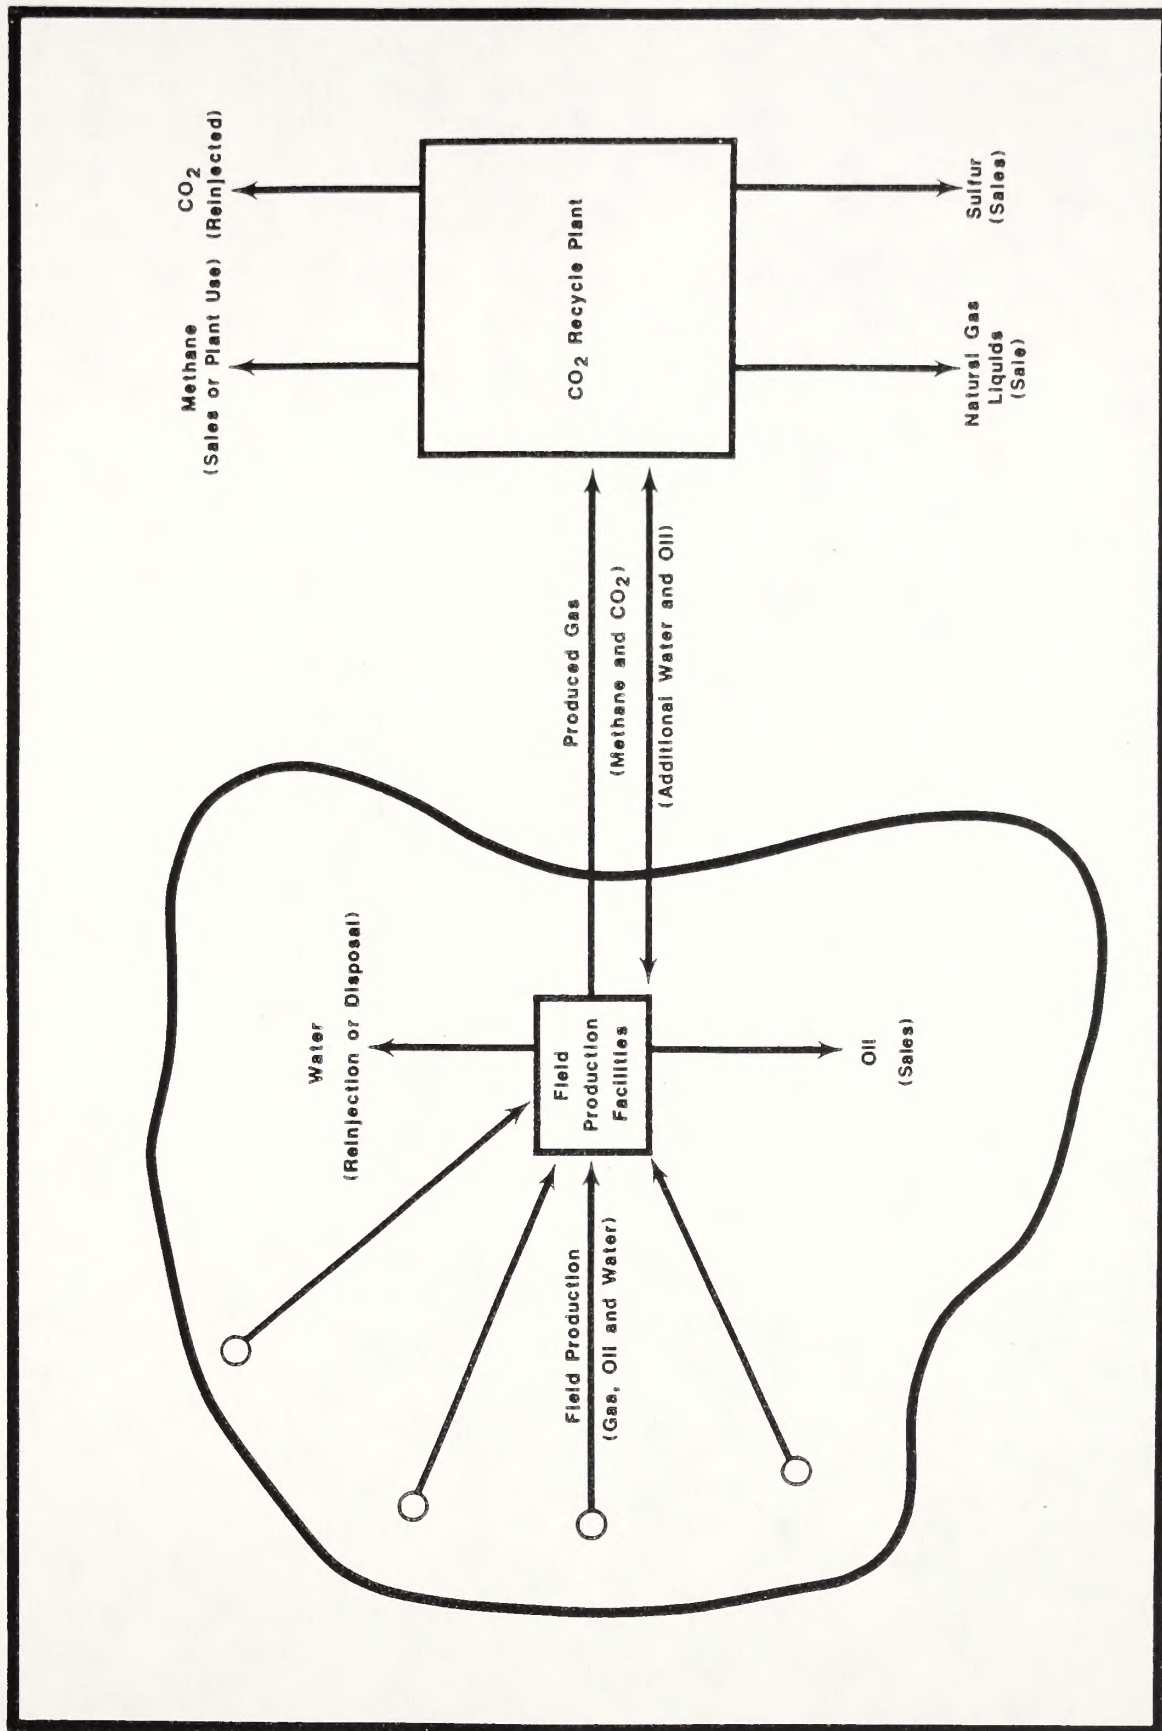 Water
(Reinjection or Disposal)
Field Production
(Gas, Oil and Water)
Field
Production
Facilities
Oil
(Sales)
Produced Gas
(Methane and CO2)
(Additional Water and Oil)
Methane
(Sales or Plant Use)
CO2
(Reinjected)
CO2 Recycle Plant
Natural Gas
Liquids
(Sale)
Sulfur
(Sales)